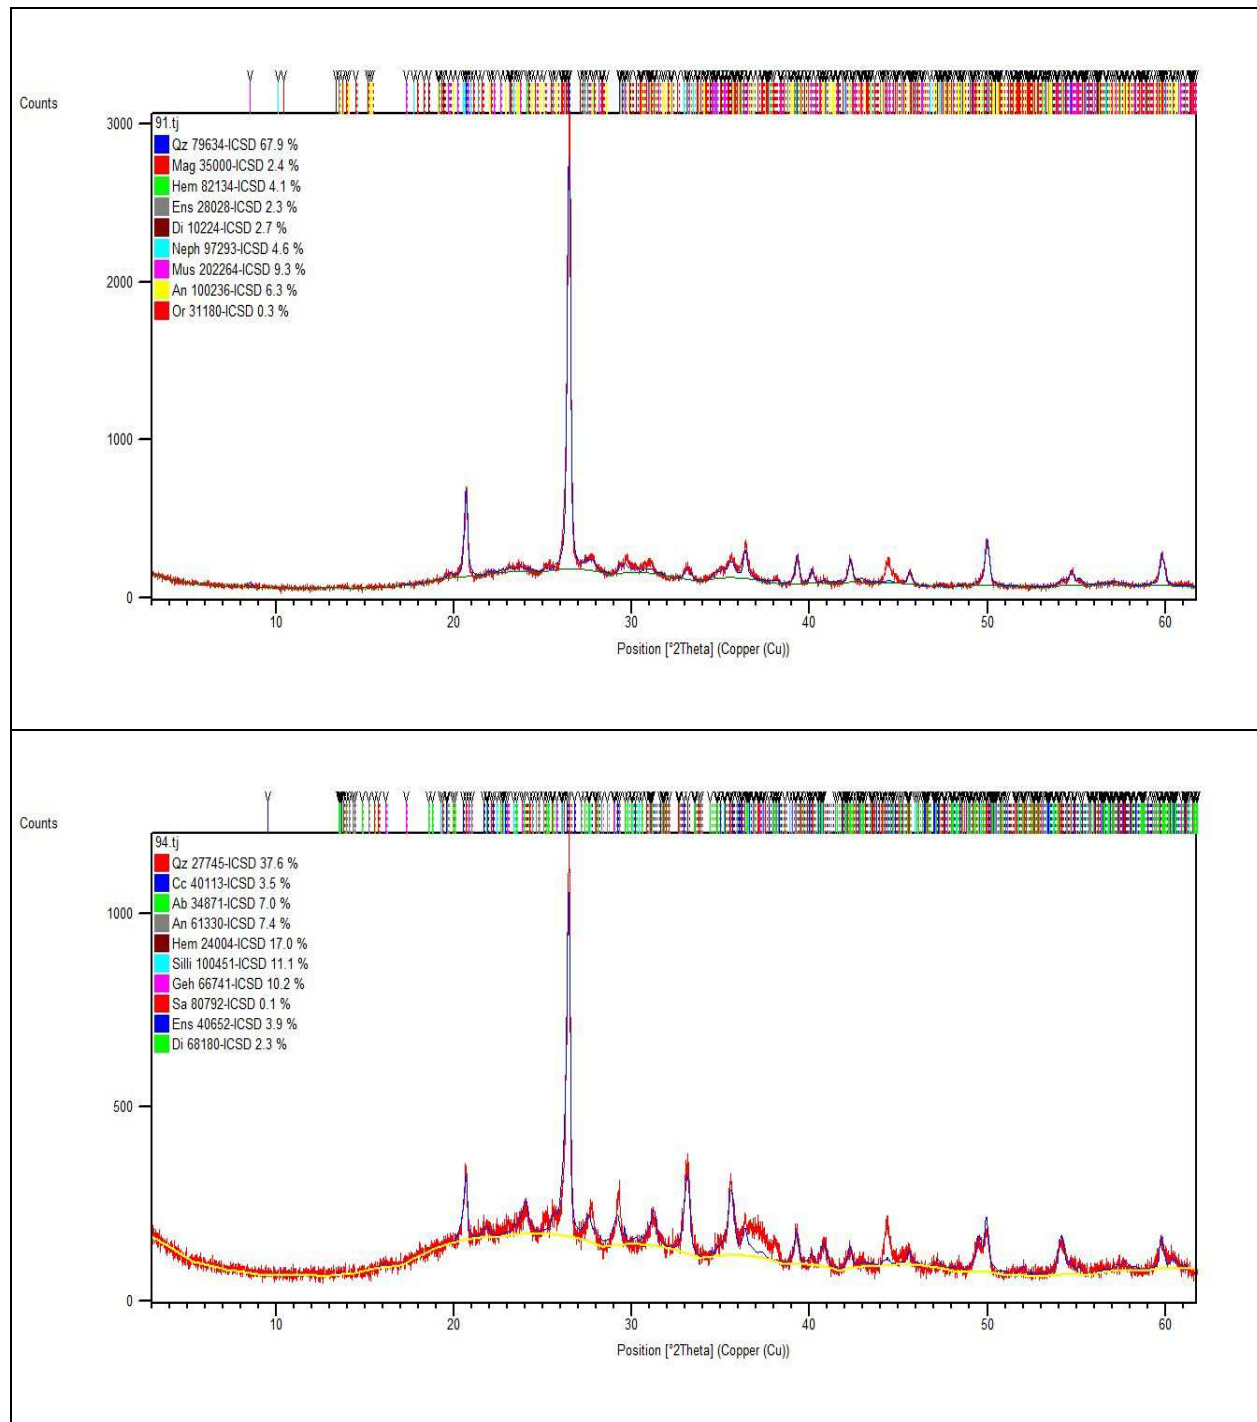 Counts
3000
91.tj
Qz 79634-ICSD 67.9 %
Mag 35000-ICSD 2.4 %
Hem 82134-ICSD 4.1 %
Ens 28028-ICSD 2.3 %
Di 10224-ICSD 2.7 %
Neph 97293-ICSD 4.6 %
Mus 202264-ICSD 9.3 %
An 100236-ICSD 6.3 %
Or 31180-ICSD 0.3 %
2000
1000
0
10 20 30 40 50 60
Position [°2Theta] (Copper (Cu))
Counts
94.tj
Qz 27745-ICSD 37.6 %
Cc 40113-ICSD 3.5 %
Ab 34871-ICSD 7.0 %
An 61330-ICSD 7.4 %
Hem 24004-ICSD 17.0 %
Silli 100451-ICSD 11.1 %
Geh 66741-ICSD 10.2 %
Sa 80792-ICSD 0.1 %
Ens 40652-ICSD 3.9 %
Di 68180-ICSD 2.3 %
1000
500
0
10 20 30 40 50 60
Position [°2Theta] (Copper (Cu))